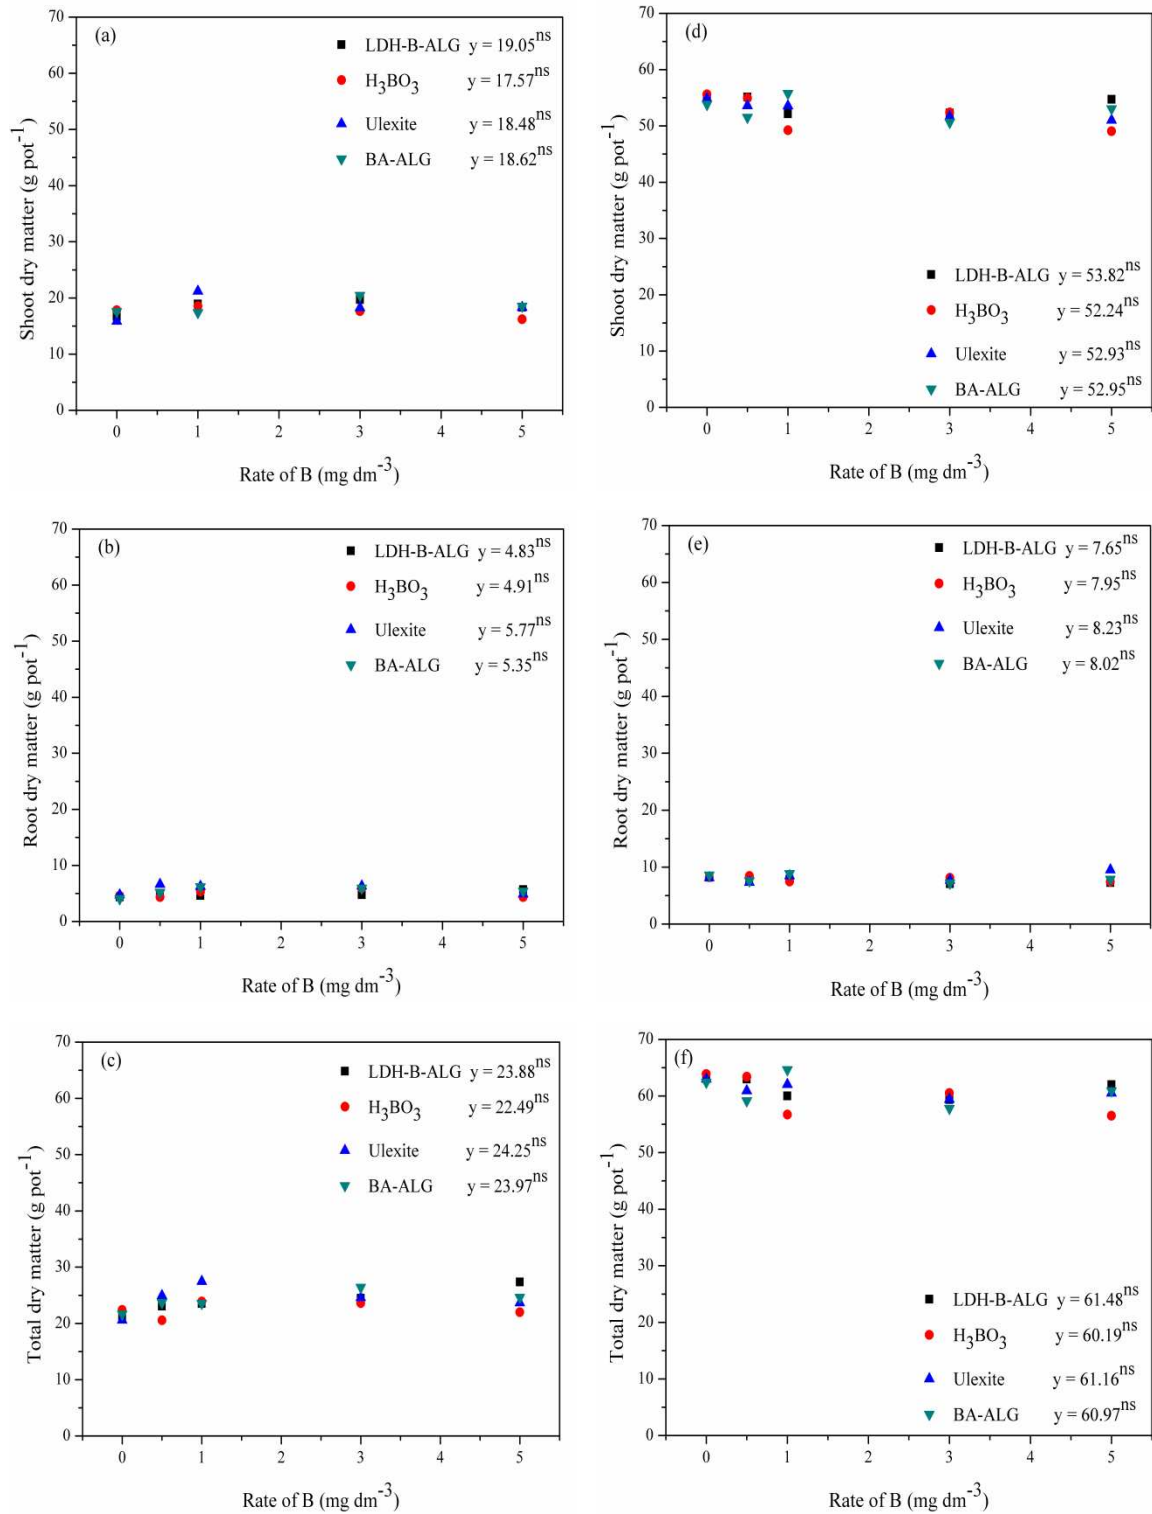 (a)
LDH-B-ALG y = 19.05ns
H3BO3 y = 17.57ns
Ulexite y = 18.48ns
BA-ALG y = 18.62ns
70
60
50
40
30
20
10
0
Shoot dry matter (g pot-1)
0 1 2 3 4 5
Rate of B (mg dm-3)
(d)
70
60
50
40
30
20
10
0
Shoot dry matter (g pot-1)
LDH-B-ALG y = 53.82ns
H3BO3 y = 52.24ns
Ulexite y = 52.93ns
BA-ALG y = 52.95ns
0 1 2 3 4 5
Rate of B (mg dm-3)
(b)
LDH-B-ALG y = 4.83ns
H3BO3 y = 4.91ns
Ulexite y = 5.77ns
BA-ALG y = 5.35ns
70
60
50
40
30
20
10
0
Root dry matter (g pot-1)
0 1 2 3 4 5
Rate of B (mg dm-3)
(e)
LDH-B-ALG y = 7.65ns
H3BO3 y = 7.95ns
Ulexite y = 8.23ns
BA-ALG y = 8.02ns
70
60
50
40
30
20
10
0
Root dry matter (g pot-1)
0 1 2 3 4 5
Rate of B (mg dm-3)
(c)
LDH-B-ALG y = 23.88ns
H3BO3 y = 22.49ns
Ulexite y = 24.25ns
BA-ALG y = 23.97ns
70
60
50
40
30
20
10
0
Total dry matter (g pot-1)
0 1 2 3 4 5
Rate of B (mg dm-3)
(f)
70
60
50
40
30
20
10
0
Total dry matter (g pot-1)
LDH-B-ALG y = 61.48ns
H3BO3 y = 60.19ns
Ulexite y = 61.16ns
BA-ALG y = 60.97ns
0 1 2 3 4 5
Rate of B (mg dm-3)